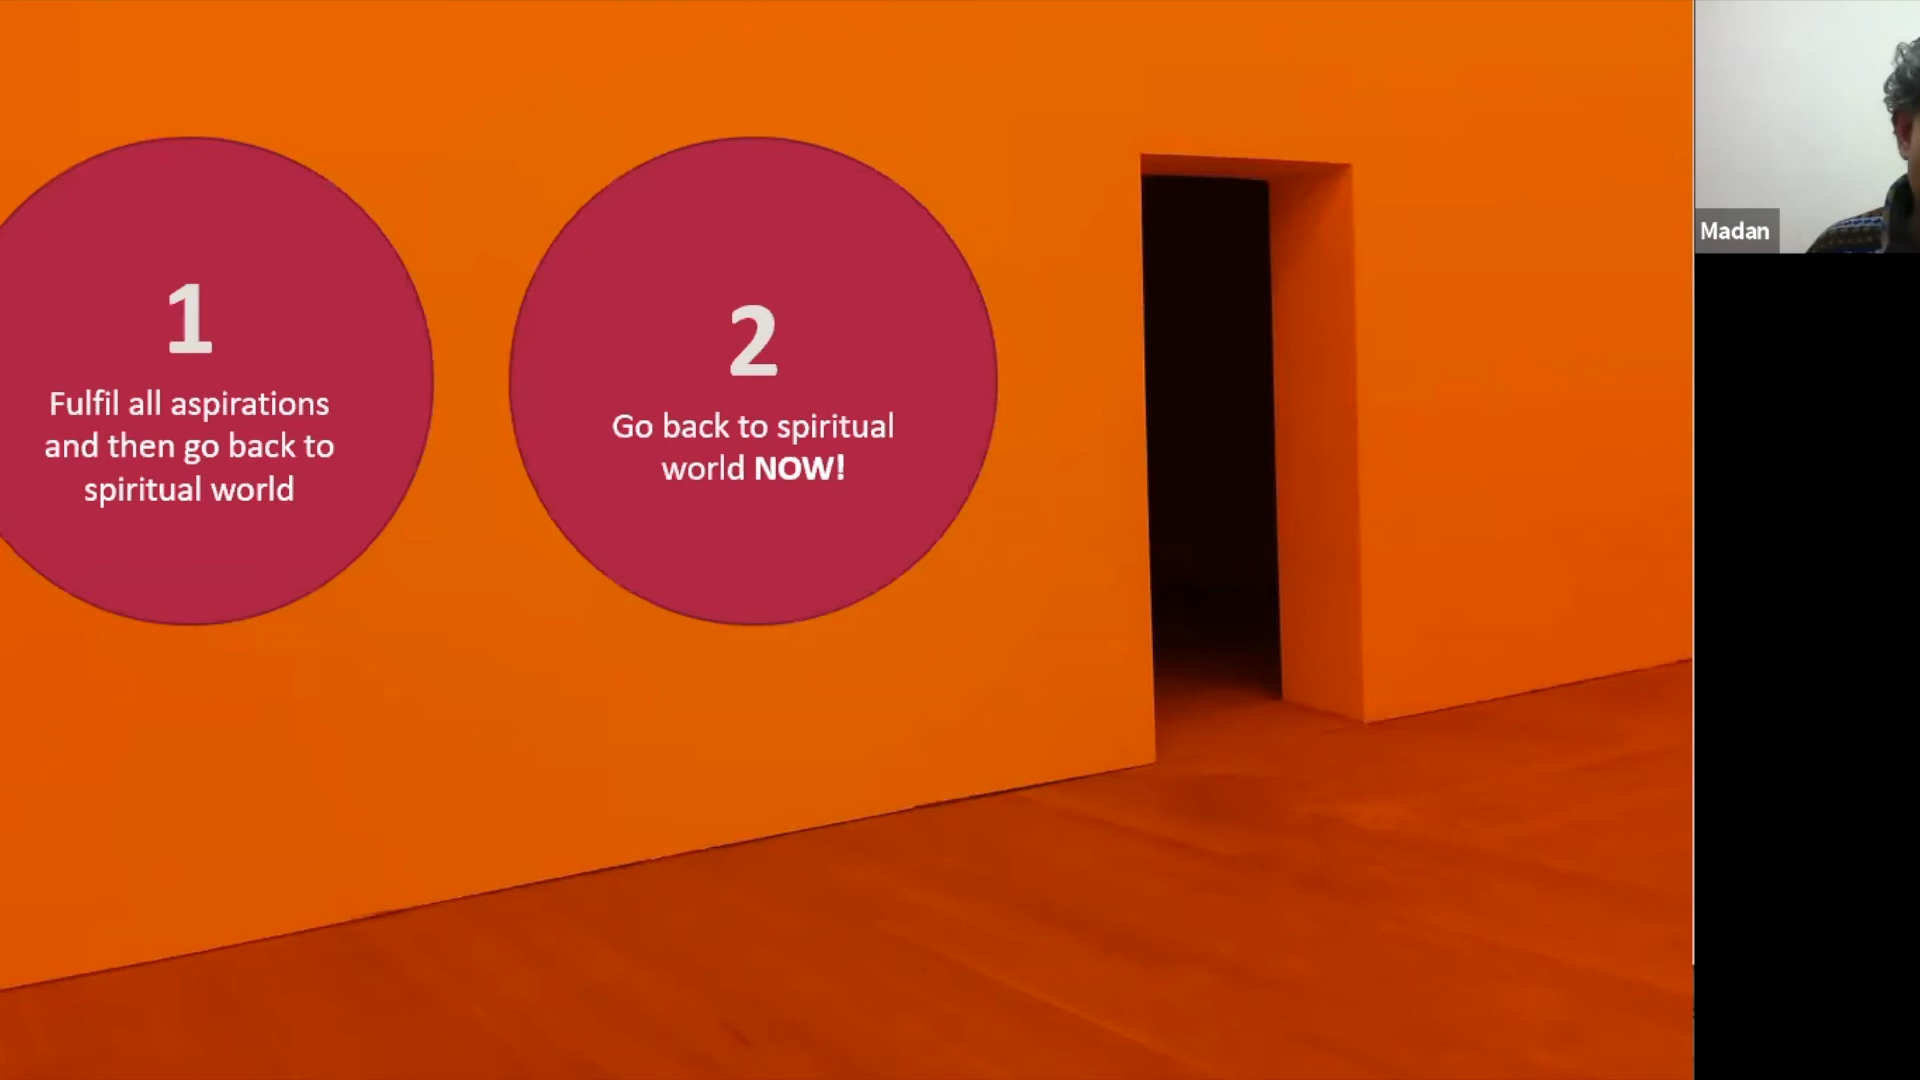 1
Fulfil all aspirations
and then go back to
spiritual world
2
Go back to spiritual
world NOW!
Madan